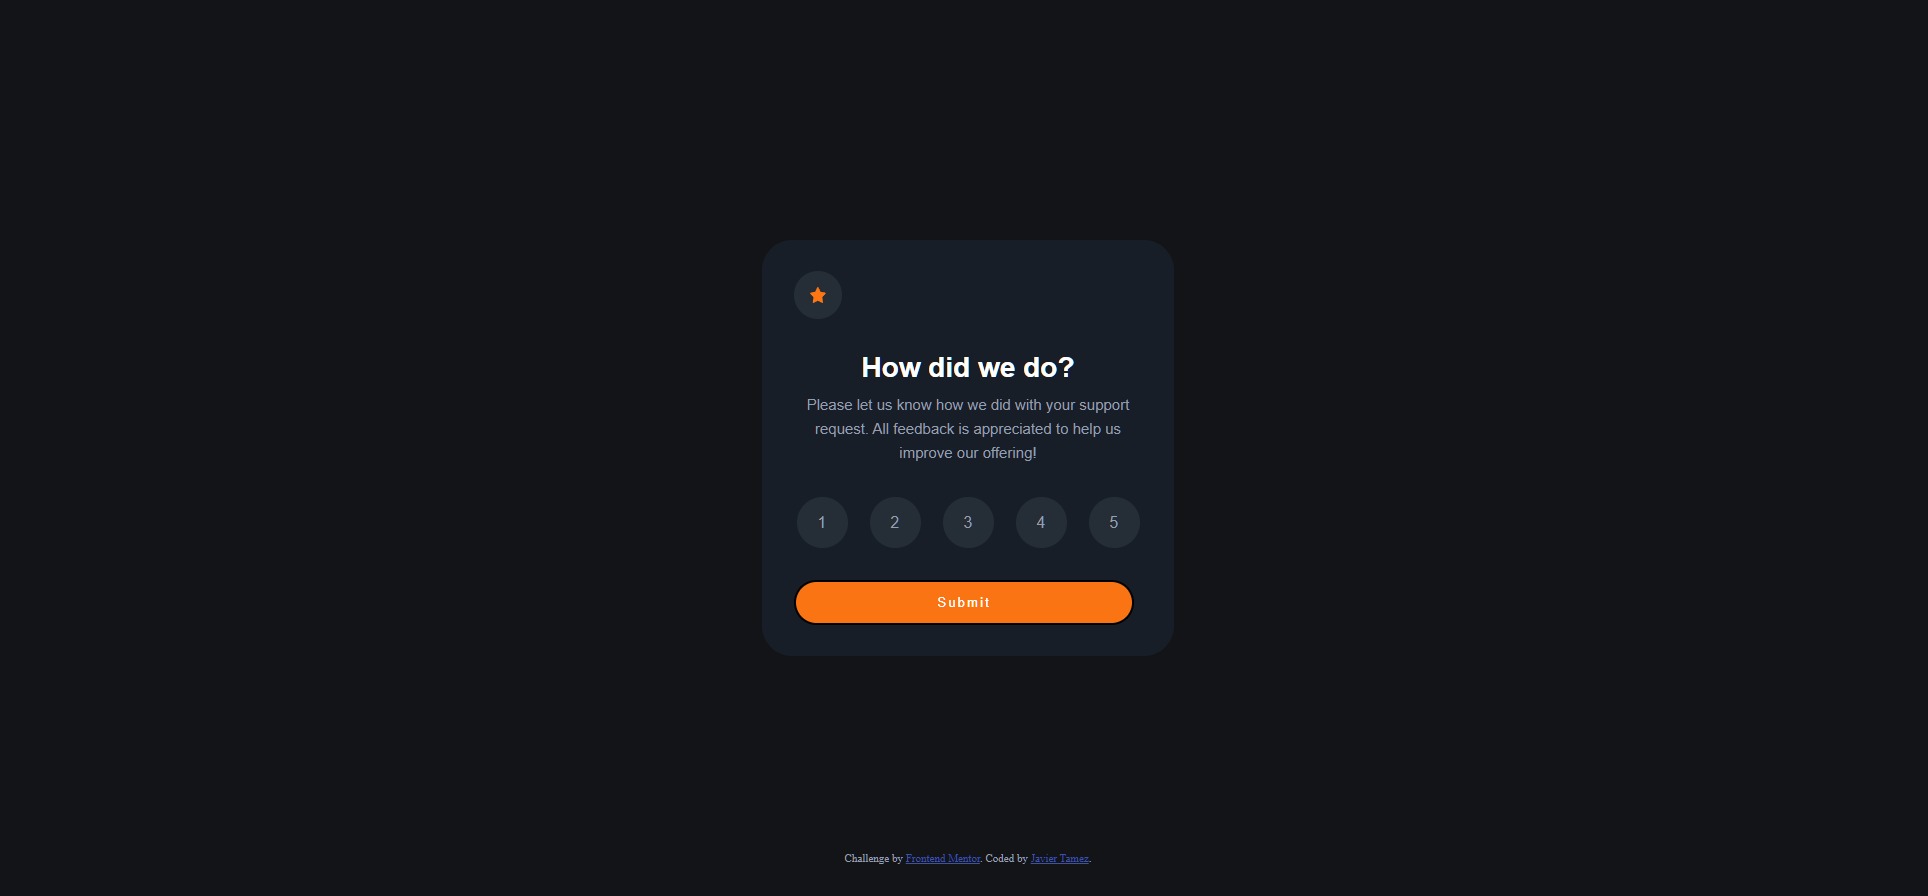 How did we do?
Please let us know how we did with your support
request. All feedback is appreciated to help us
improve our offering!
1 2 3 4 5
Submit
Challenge by Frontend Mentor. Coded by Javier Tamez.